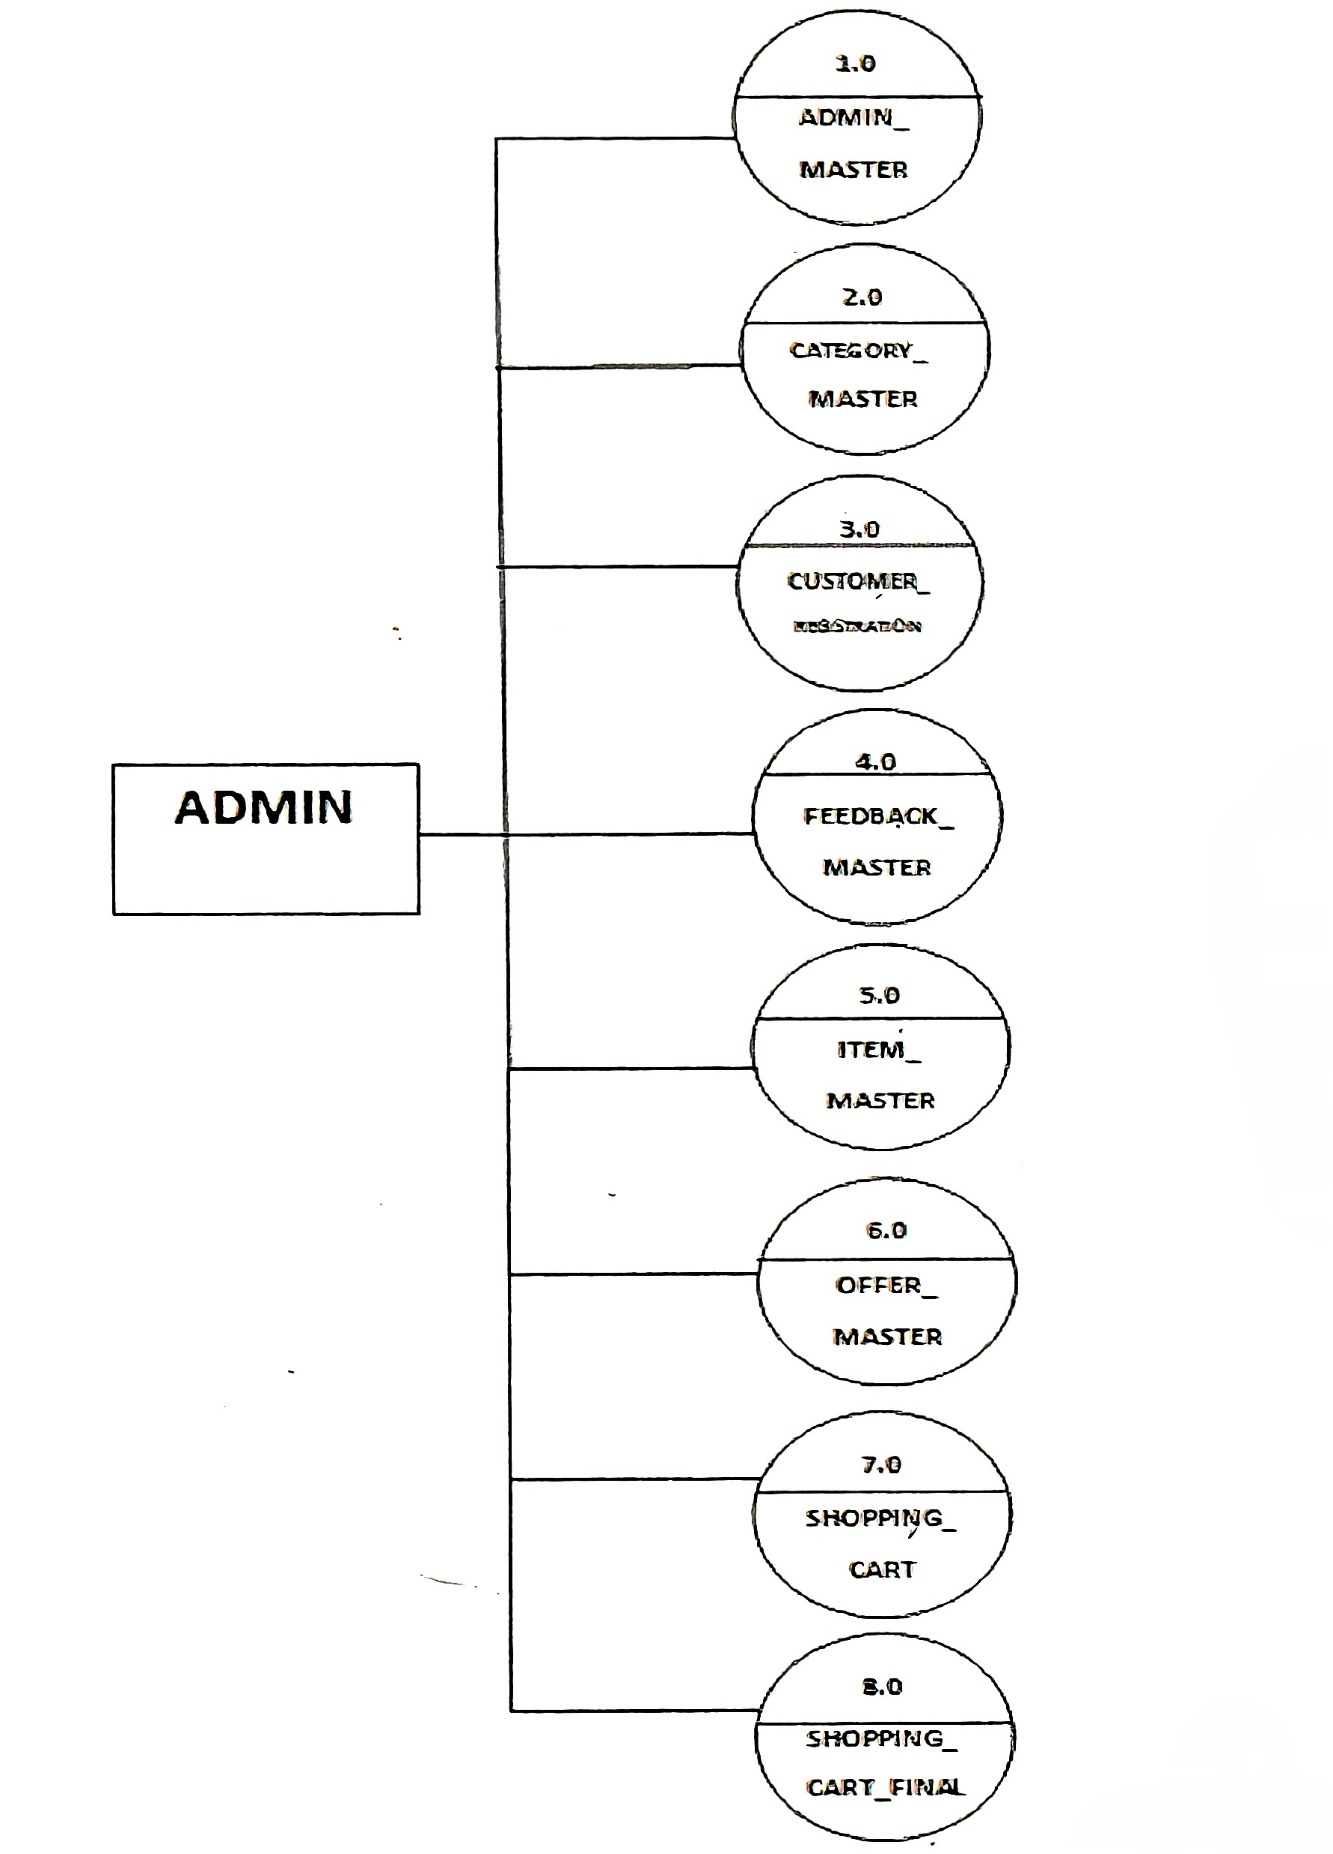 1.0
ADMIN_
MASTER
2.0
CATEGORY_
MASTER
3.0
CUSTOMER_
REGISTRATION
ADMIN
4.0
FEEDBACK_
MASTER
5.0
ITEM_
MASTER
6.0
OFFER_
MASTER
7.0
SHOPPING_
CART
8.0
SHOPPING_
CART_FINAL